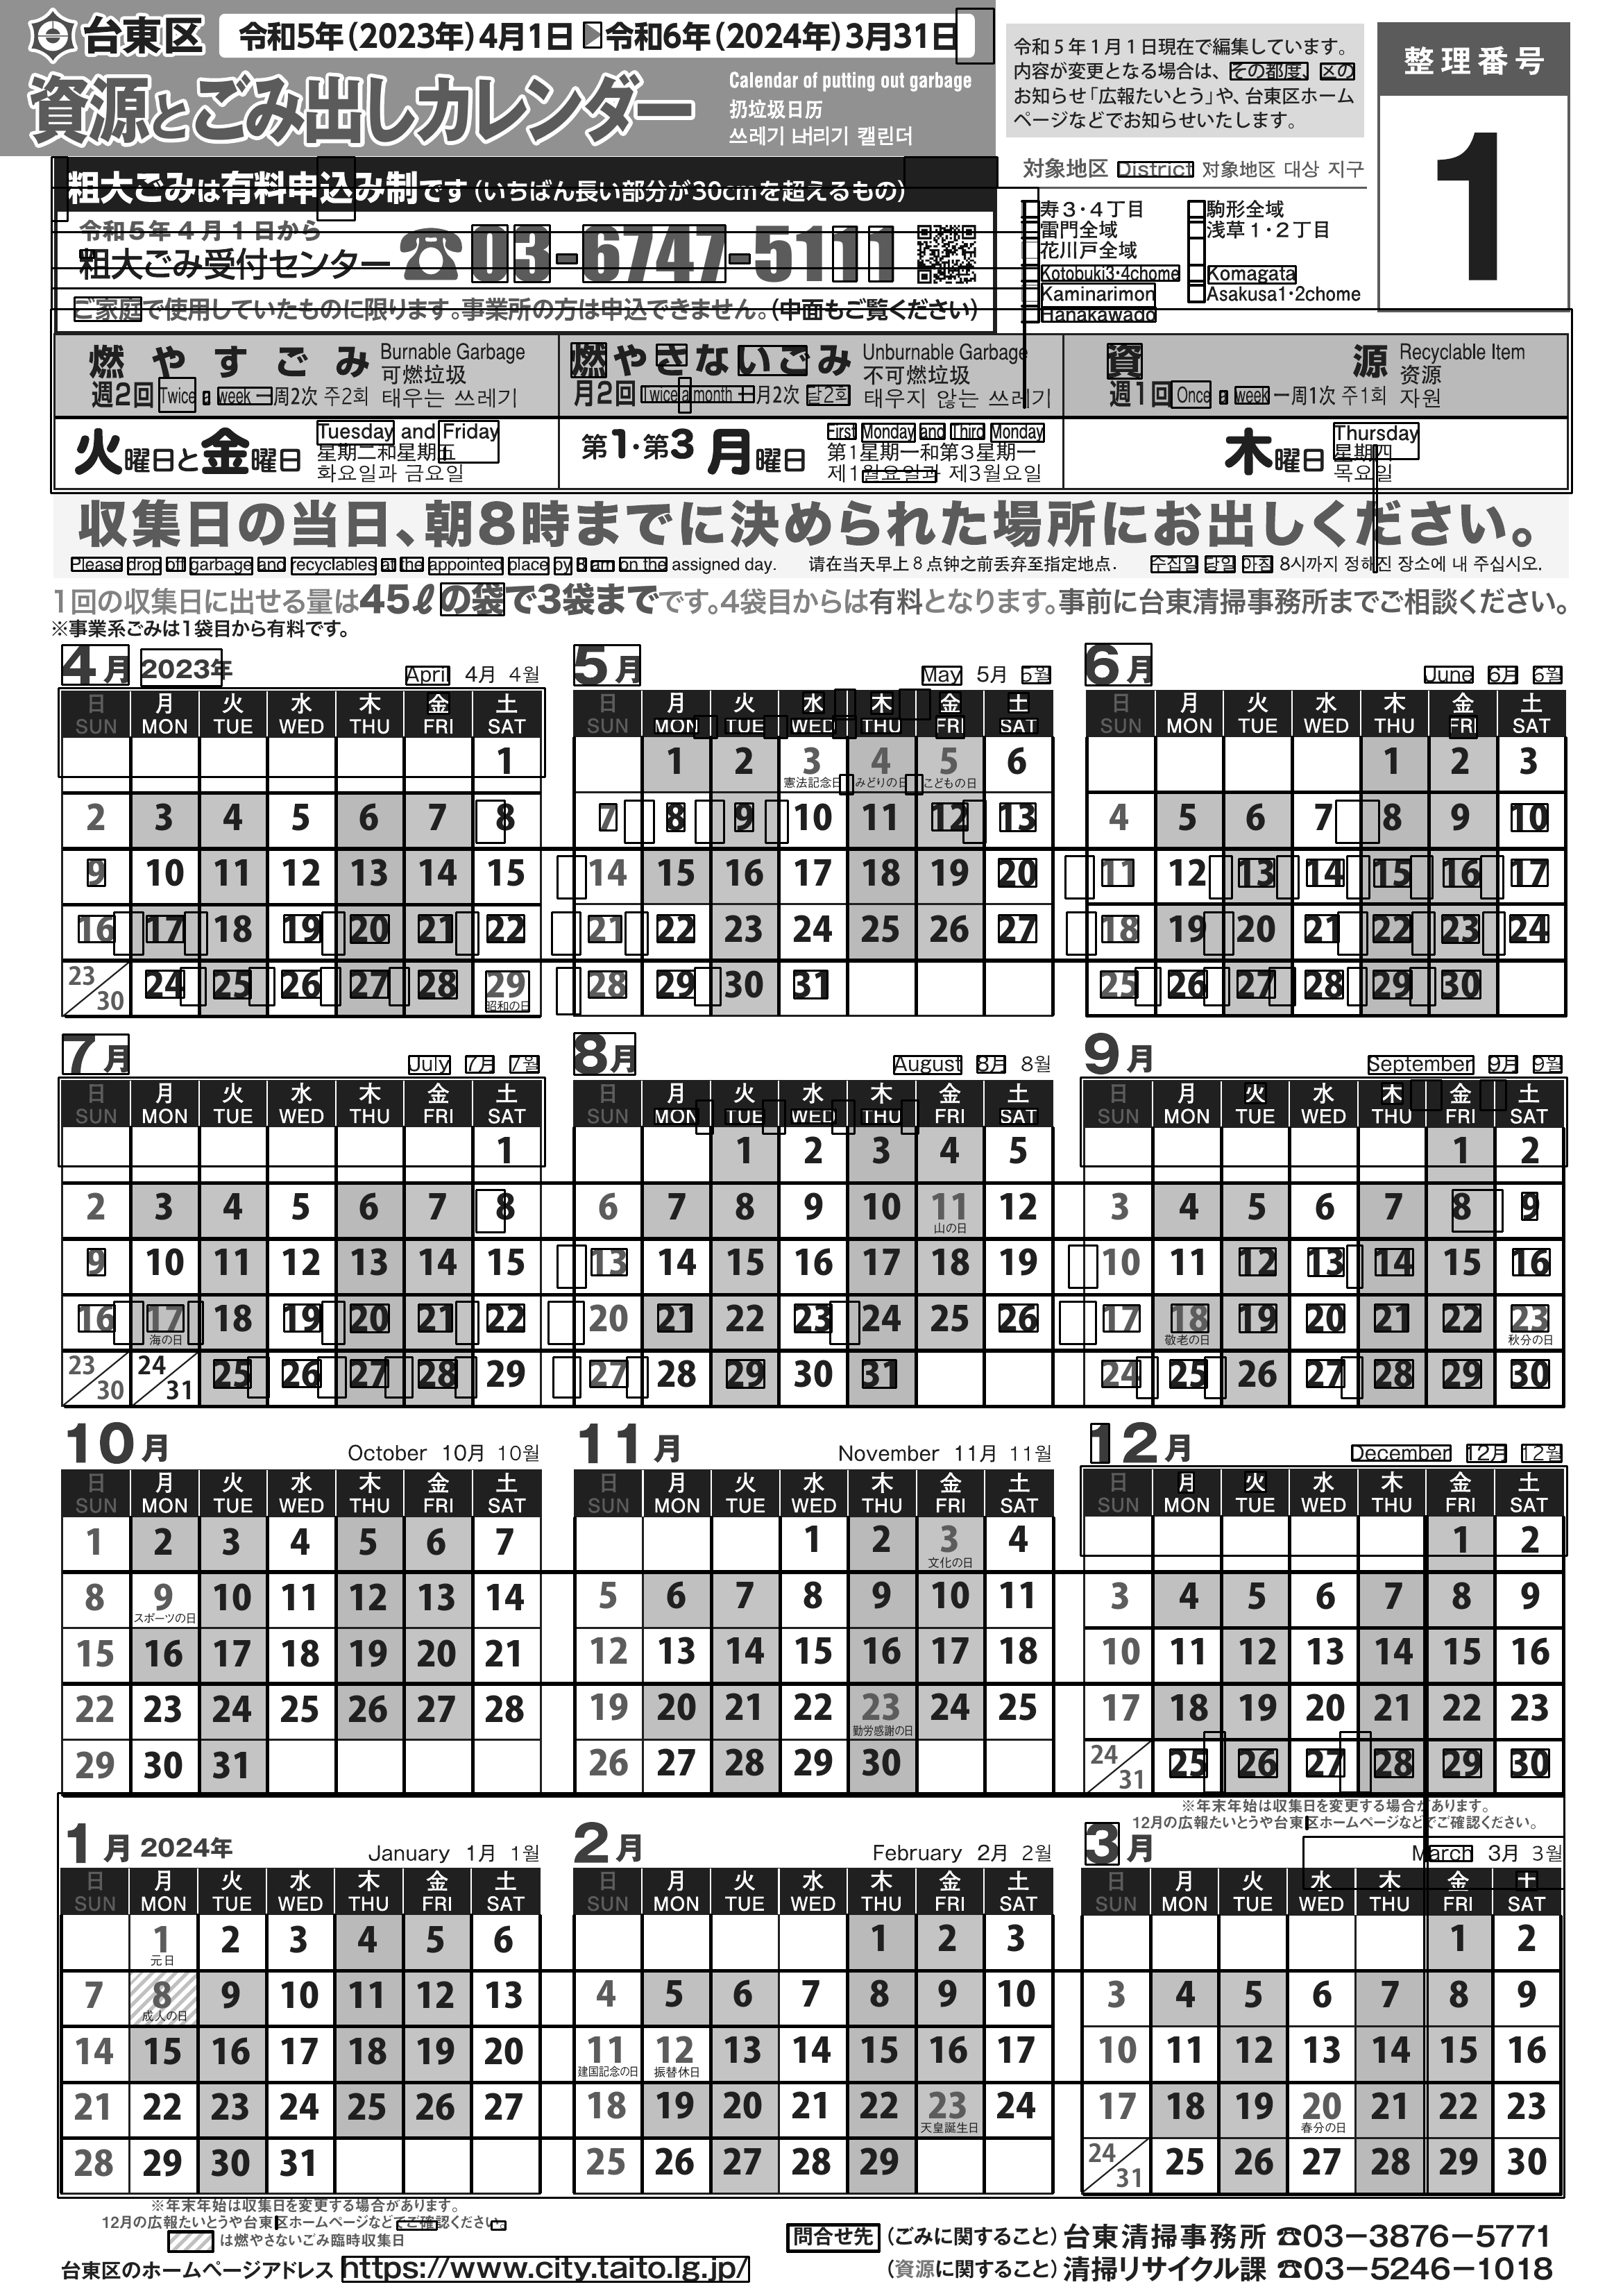 台東区 令和5年(2023年)4月1日▶令和6年(2024年)3月31日
資源とごみ出しカレンダー
Calendar of putting out garbage
扔垃圾日历
쓰레기 버리기 캘린더
令和5年1月1日現在で編集しています。
内容が変更となる場合は、その都度、区の
お知らせ「広報たいとう」や、台東区ホーム
ページなどでお知らせいたします。
整理番号
1
粗大ごみは有料申込み制です(いちばん長い部分が30cmを超えるもの)
令和5年4月1日から
粗大ごみ受付センター ☎03-6747-5111
ご家庭で使用していたものに限ります。事業所の方は申込できません。(中面もご覧ください)
対象地区 District 对象地区 대상 지구
寿3・4丁目 駒形全域
雷門全域 浅草1・2丁目
花川戸全域
Kotobuki3・4chome Komagata
Kaminarimon Asakusa1・2chome
Hanakawado
燃やすごみ Burnable Garbage
可燃垃圾
週2回 Twice a week 一周2次 주2회 태우는 쓰레기
火曜日と金曜日 Tuesday and Friday
星期二和星期五
화요일과 금요일
燃やさないごみ Unburnable Garbage
不可燃垃圾
月2回 Twice a month 一月2次 달2회 태우지 않는 쓰레기
第1・第3 月曜日 First Monday and Third Monday
第1星期一和第3星期一
제1월요일과 제3월요일
資源 Recyclable Item
资源
週1回 Once a week 一周1次 주1회 자원
木曜日 Thursday
星期四
목요일
収集日の当日、朝8時までに決められた場所にお出しください。
Please drop off garbage and recyclables at the appointed place by 8 am on the assigned day. 请在当天早上8点钟之前丢弃至指定地点. 수집일 당일 아침 8시까지 정해진 장소에 내 주십시오.
1回の収集日に出せる量は45ℓの袋で3袋までです。4袋目からは有料となります。事前に台東清掃事務所までご相談ください。
※事業系ごみは1袋目から有料です。
4月 2023年 April 4月 4월
日 月 火 水 木 金 土
SUN MON TUE WED THU FRI SAT
1
2 3 4 5 6 7 8
9 10 11 12 13 14 15
16 17 18 19 20 21 22
23/30 24 25 26 27 28 29
昭和の日
5月 May 5月 5월
日 月 火 水 木 金 土
SUN MON TUE WED THU FRI SAT
1 2 3 4 5 6
憲法記念日 みどりの日 こどもの日
7 8 9 10 11 12 13
14 15 16 17 18 19 20
21 22 23 24 25 26 27
28 29 30 31
6月 June 6月 6월
日 月 火 水 木 金 土
SUN MON TUE WED THU FRI SAT
1 2 3
4 5 6 7 8 9 10
11 12 13 14 15 16 17
18 19 20 21 22 23 24
25 26 27 28 29 30
7月 July 7月 7월
日 月 火 水 木 金 土
SUN MON TUE WED THU FRI SAT
1
2 3 4 5 6 7 8
9 10 11 12 13 14 15
16 17 18 19 20 21 22
海の日
23/30 24/31 25 26 27 28 29
8月 August 8月 8월
日 月 火 水 木 金 土
SUN MON TUE WED THU FRI SAT
1 2 3 4 5
6 7 8 9 10 11 12
山の日
13 14 15 16 17 18 19
20 21 22 23 24 25 26
27 28 29 30 31
9月 September 9月 9월
日 月 火 水 木 金 土
SUN MON TUE WED THU FRI SAT
1 2
3 4 5 6 7 8 9
10 11 12 13 14 15 16
17 18 19 20 21 22 23
敬老の日 秋分の日
24 25 26 27 28 29 30
10月 October 10月 10월
日 月 火 水 木 金 土
SUN MON TUE WED THU FRI SAT
1 2 3 4 5 6 7
8 9 10 11 12 13 14
スポーツの日
15 16 17 18 19 20 21
22 23 24 25 26 27 28
29 30 31
11月 November 11月 11월
日 月 火 水 木 金 土
SUN MON TUE WED THU FRI SAT
1 2 3 4
文化の日
5 6 7 8 9 10 11
12 13 14 15 16 17 18
19 20 21 22 23 24 25
勤労感謝の日
26 27 28 29 30
12月 December 12月 12월
日 月 火 水 木 金 土
SUN MON TUE WED THU FRI SAT
1 2
3 4 5 6 7 8 9
10 11 12 13 14 15 16
17 18 19 20 21 22 23
24/31 25 26 27 28 29 30
※年末年始は収集日を変更する場合があります。
12月の広報たいとうや台東区ホームページなどでご確認ください。
1月 2024年 January 1月 1월
日 月 火 水 木 金 土
SUN MON TUE WED THU FRI SAT
1 2 3 4 5 6
元日
7 8 9 10 11 12 13
成人の日
14 15 16 17 18 19 20
21 22 23 24 25 26 27
28 29 30 31
2月 February 2月 2월
日 月 火 水 木 金 土
SUN MON TUE WED THU FRI SAT
1 2 3
4 5 6 7 8 9 10
11 12 13 14 15 16 17
建国記念の日 振替休日
18 19 20 21 22 23 24
天皇誕生日
25 26 27 28 29
3月 March 3月 3월
日 月 火 水 木 金 土
SUN MON TUE WED THU FRI SAT
1 2
3 4 5 6 7 8 9
10 11 12 13 14 15 16
17 18 19 20 21 22 23
春分の日
24/31 25 26 27 28 29 30
※年末年始は収集日を変更する場合があります。
12月の広報たいとうや台東区ホームページなどでご確認ください。
は燃やさないごみ臨時収集日
台東区のホームページアドレス https://www.city.taito.lg.jp/
問合せ先 (ごみに関すること)台東清掃事務所 ☎03−3876−5771
(資源に関すること)清掃リサイクル課 ☎03−5246−1018